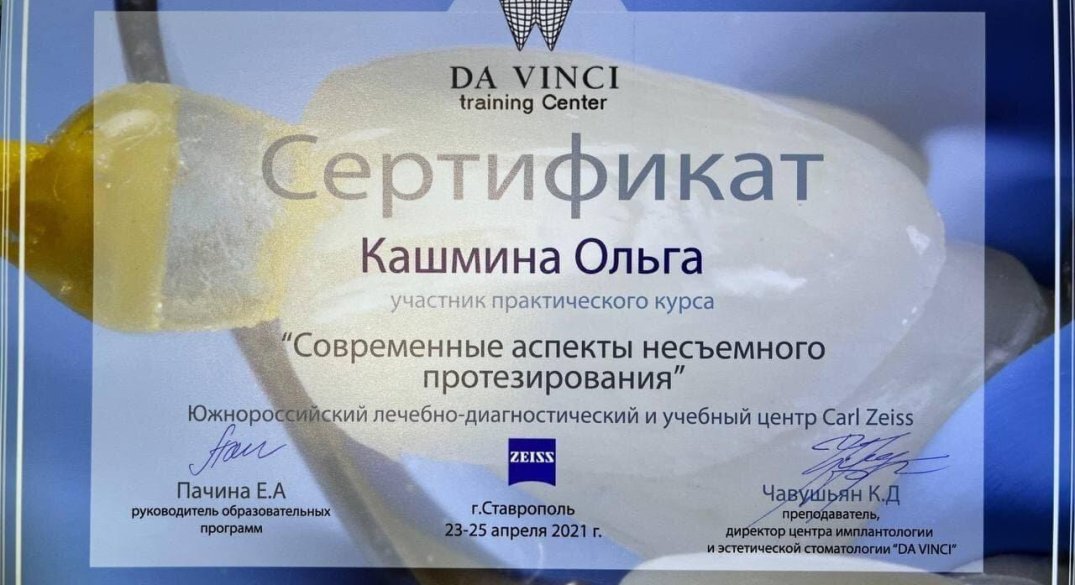 DA VINCI
training Center
Сертификат
Кашмина Ольга
участник практического курса
“Современные аспекты несъемного
протезирования”
Южнороссийский лечебно-диагностический и учебный центр Carl Zeiss
ZEISS
Пачина Е.А
руководитель образовательных
программ
г.Ставрополь
23-25 апреля 2021 г.
Чавушьян К.Д
преподаватель,
директор центра имплантологии
и эстетической стоматологии “DA VINCI”